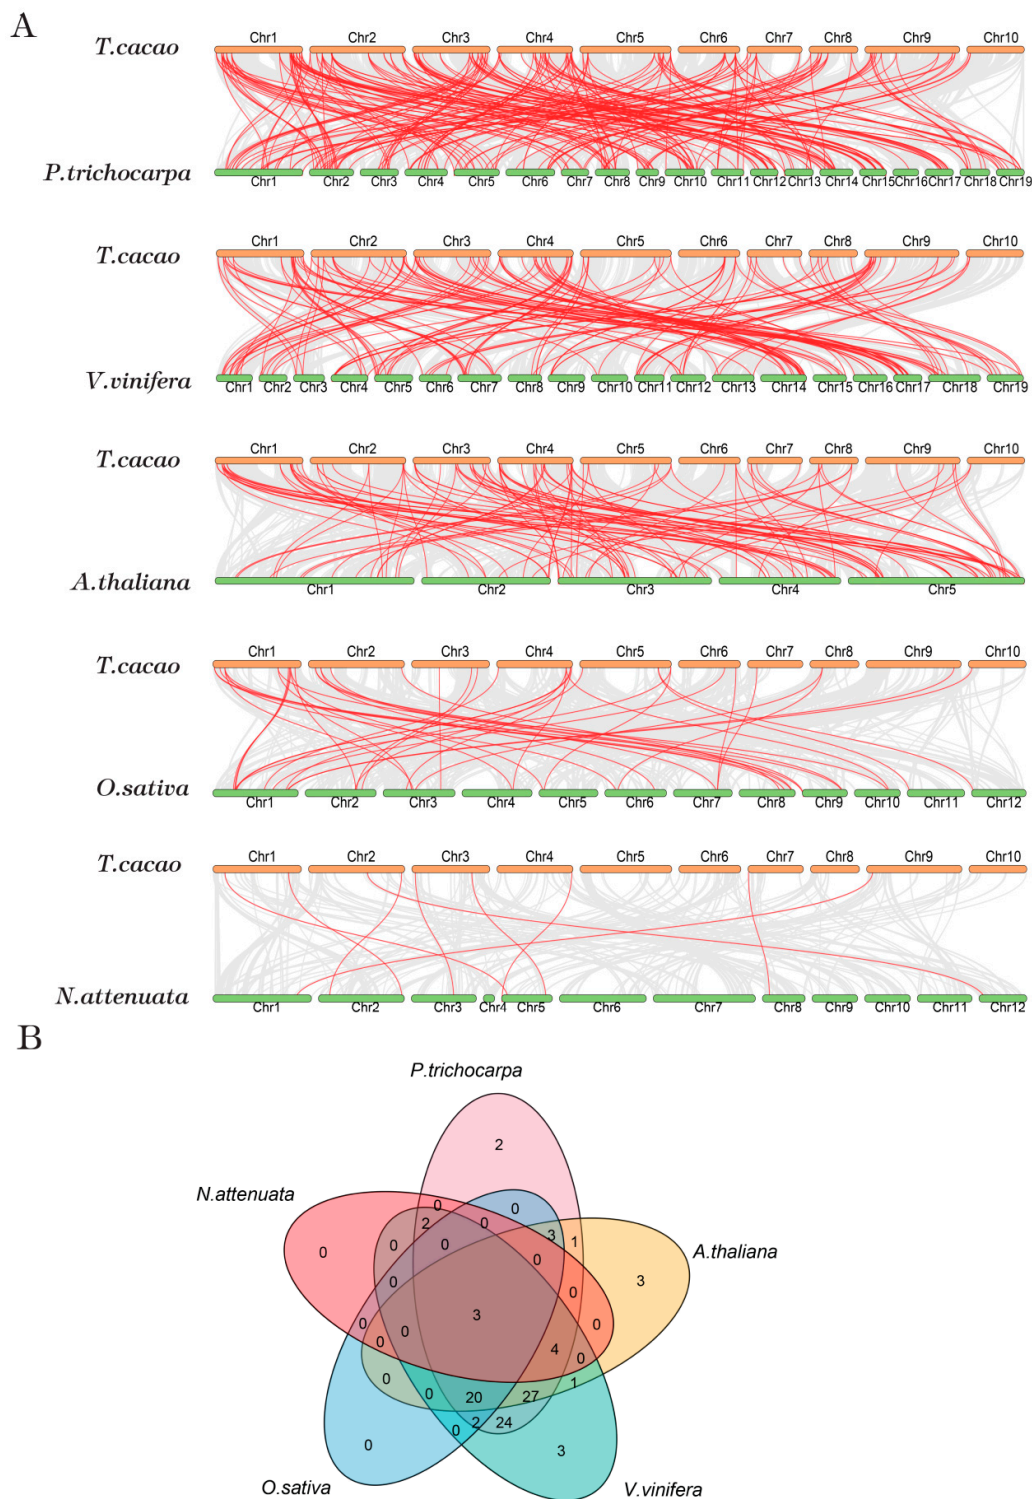 A
Chr1 Chr2 Chr3 Chr4 Chr5 Chr6 Chr7 Chr8 Chr9 Chr10
T.cacao
P.trichocarpa
Chr1 Chr2 Chr3 Chr4 Chr5 Chr6 Chr7 Chr8 Chr9 Chr10 Chr11 Chr12 Chr13 Chr14 Chr15 Chr16 Chr17 Chr18 Chr19
Chr1 Chr2 Chr3 Chr4 Chr5 Chr6 Chr7 Chr8 Chr9 Chr10
T.cacao
V.vinifera
Chr1 Chr2 Chr3 Chr4 Chr5 Chr6 Chr7 Chr8 Chr9 Chr10 Chr11 Chr12 Chr13 Chr14 Chr15 Chr16 Chr17 Chr18 Chr19
Chr1 Chr2 Chr3 Chr4 Chr5 Chr6 Chr7 Chr8 Chr9 Chr10
T.cacao
A.thaliana
Chr1 Chr2 Chr3 Chr4 Chr5
Chr1 Chr2 Chr3 Chr4 Chr5 Chr6 Chr7 Chr8 Chr9 Chr10
T.cacao
O.sativa
Chr1 Chr2 Chr3 Chr4 Chr5 Chr6 Chr7 Chr8 Chr9 Chr10 Chr11 Chr12
Chr1 Chr2 Chr3 Chr4 Chr5 Chr6 Chr7 Chr8 Chr9 Chr10
T.cacao
N.attenuata
Chr1 Chr2 Chr3 Chr4 Chr5 Chr6 Chr7 Chr8 Chr9 Chr10 Chr11 Chr12
B
P.trichocarpa
2
N.attenuata
0 0
2 0 3 1
0 0 0 A.thaliana
0 0 3
0 0
3
0 0 0
0 4 0
0 0 20 27 1
0 2 24
0 3
O.sativa V.vinifera